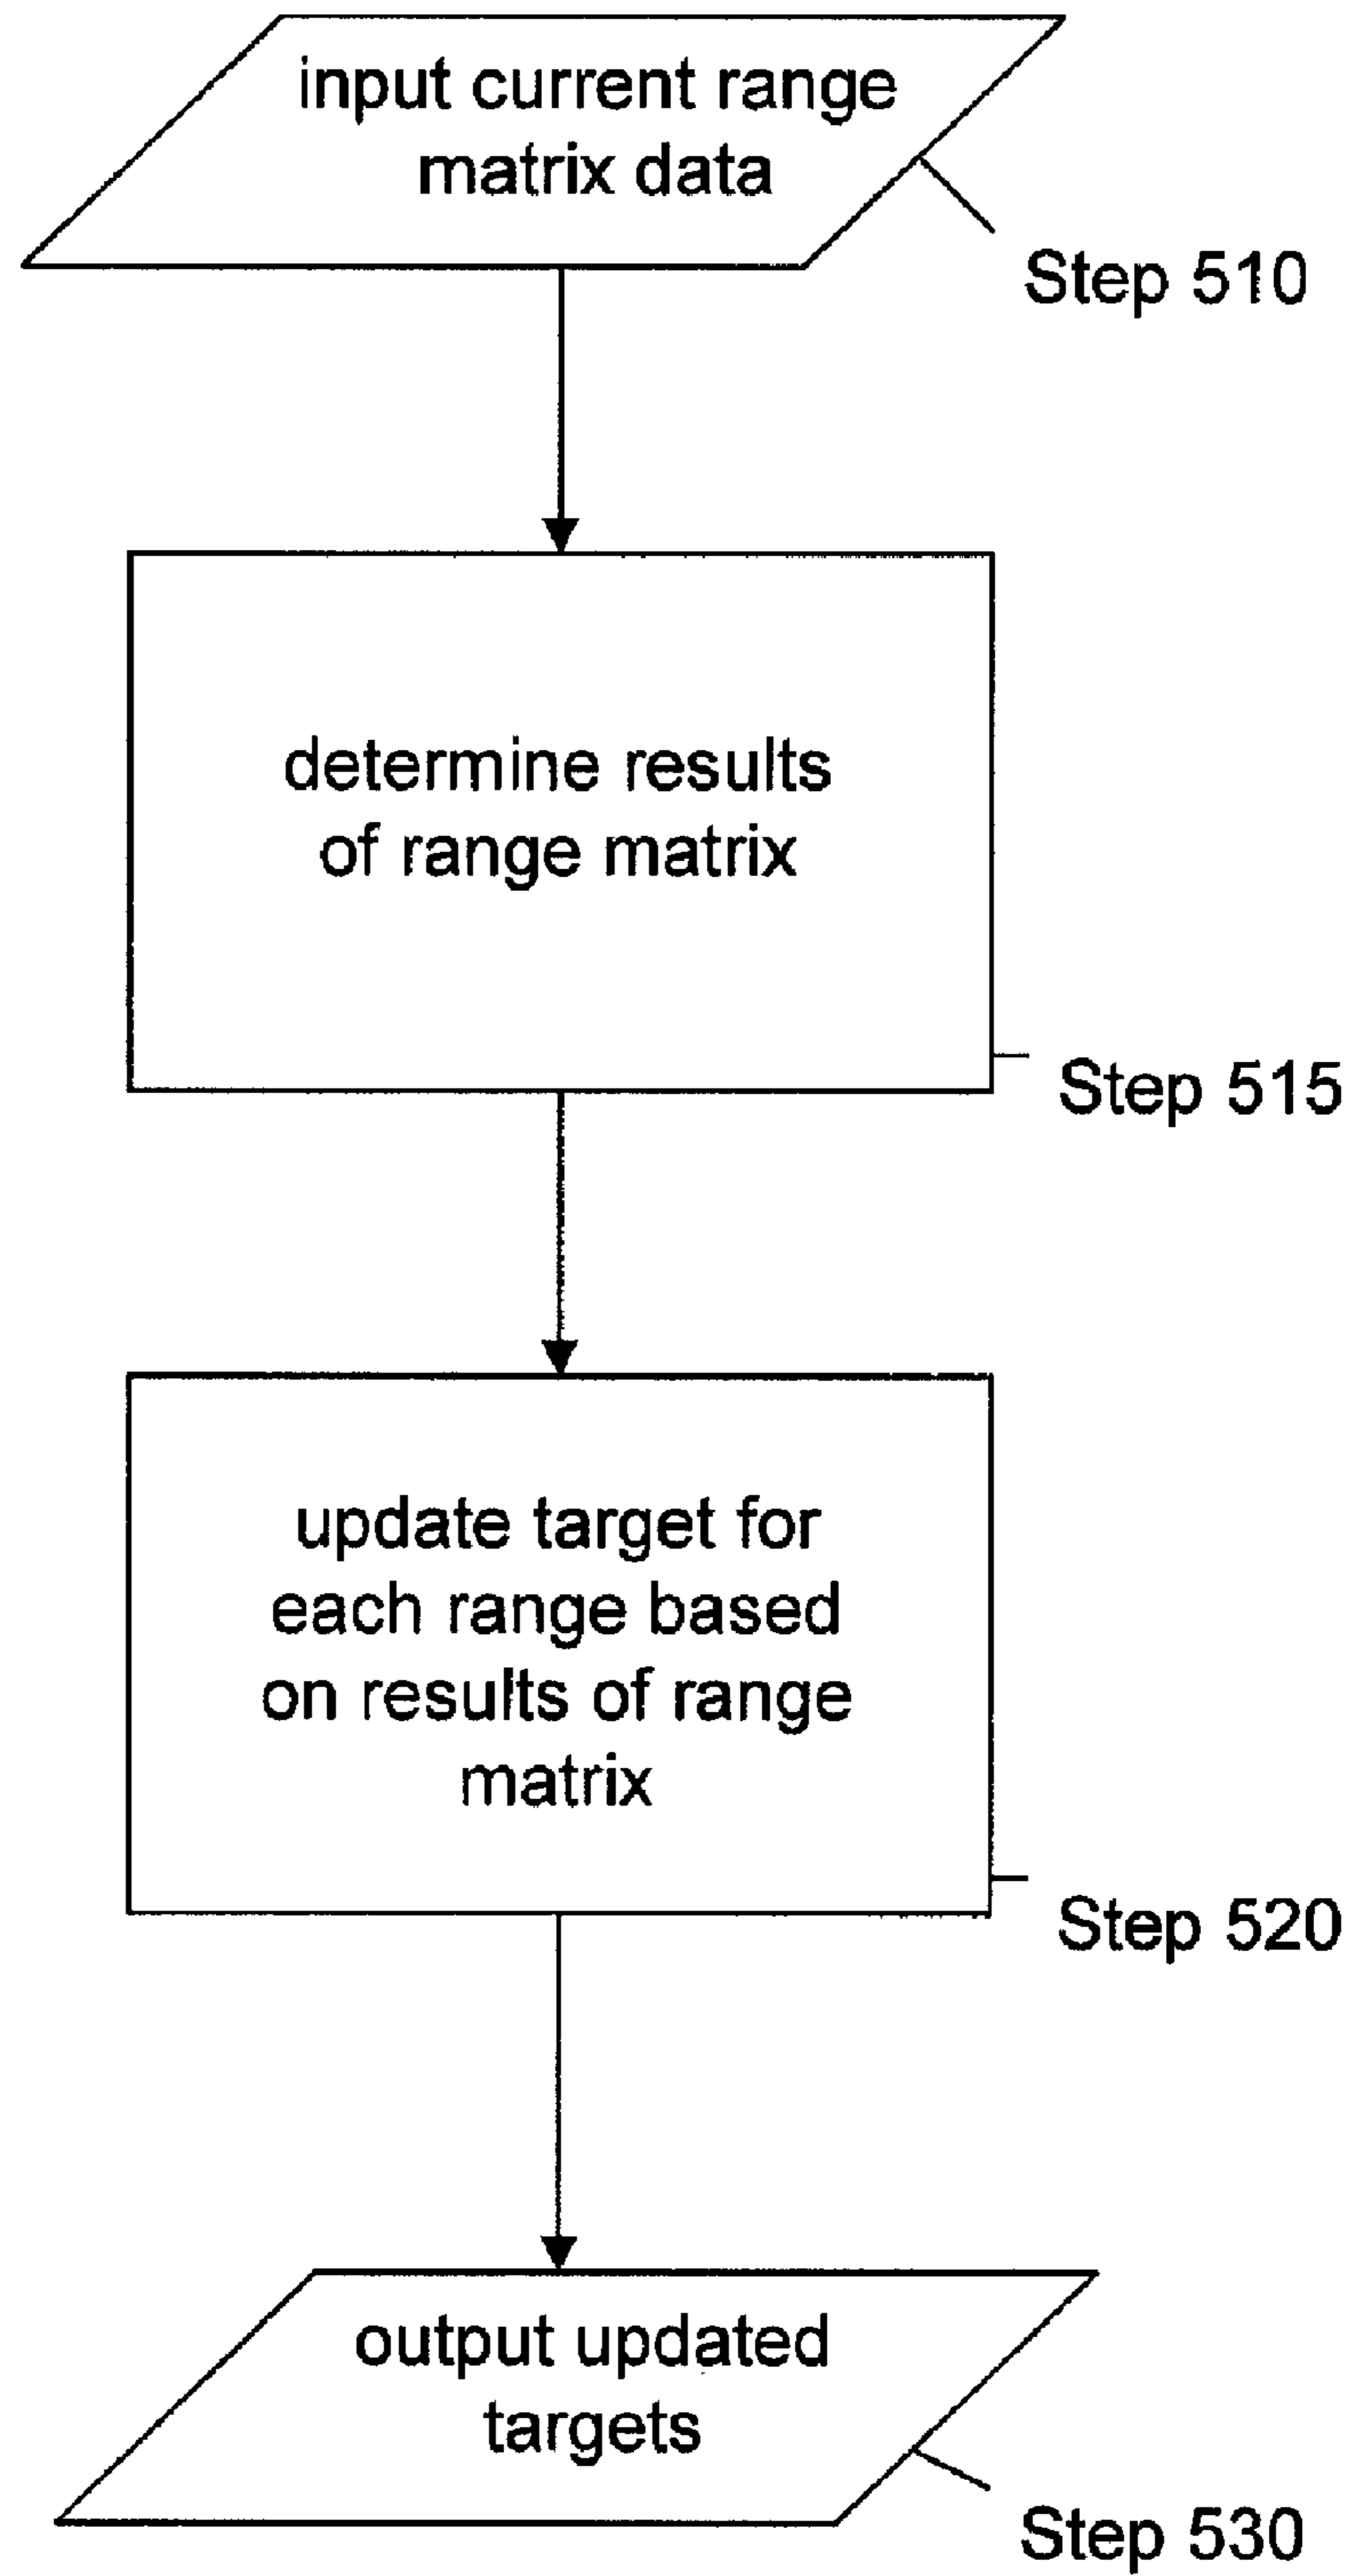 input current range
matrix data
Step 510
determine results
of range matrix
Step 515
update target for
each range based
on results of range
matrix
Step 520
output updated
targets
Step 530